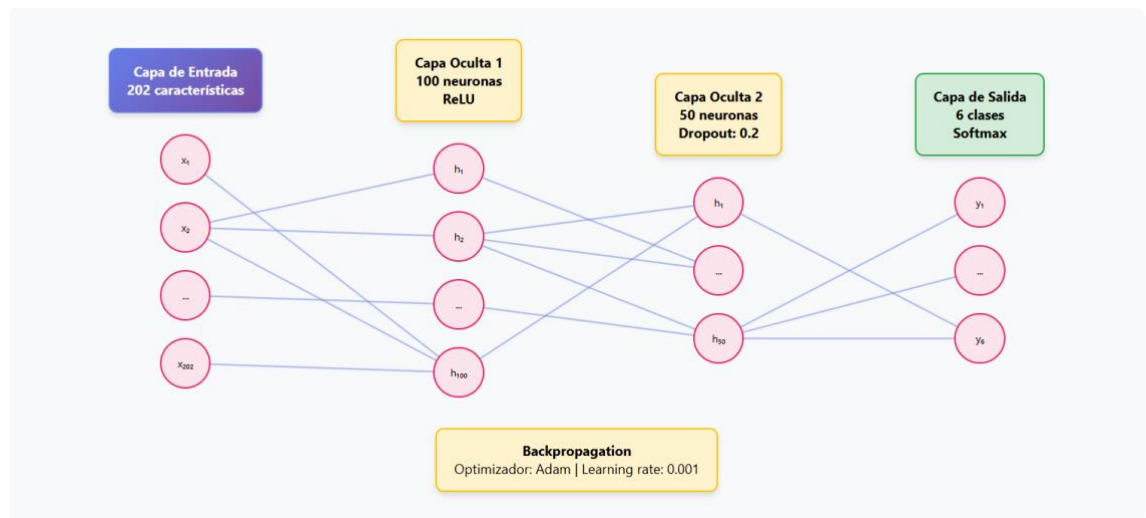 Capa de Entrada
202 características
Capa Oculta 1
100 neuronas
ReLU
Capa Oculta 2
50 neuronas
Dropout: 0.2
Capa de Salida
6 clases
Softmax
x₁
x₂
...
x₂₀₂
h₁
h₂
...
h₁₀₀
h₁
...
h₅₀
y₁
...
y₆
Backpropagation
Optimizador: Adam | Learning rate: 0.001